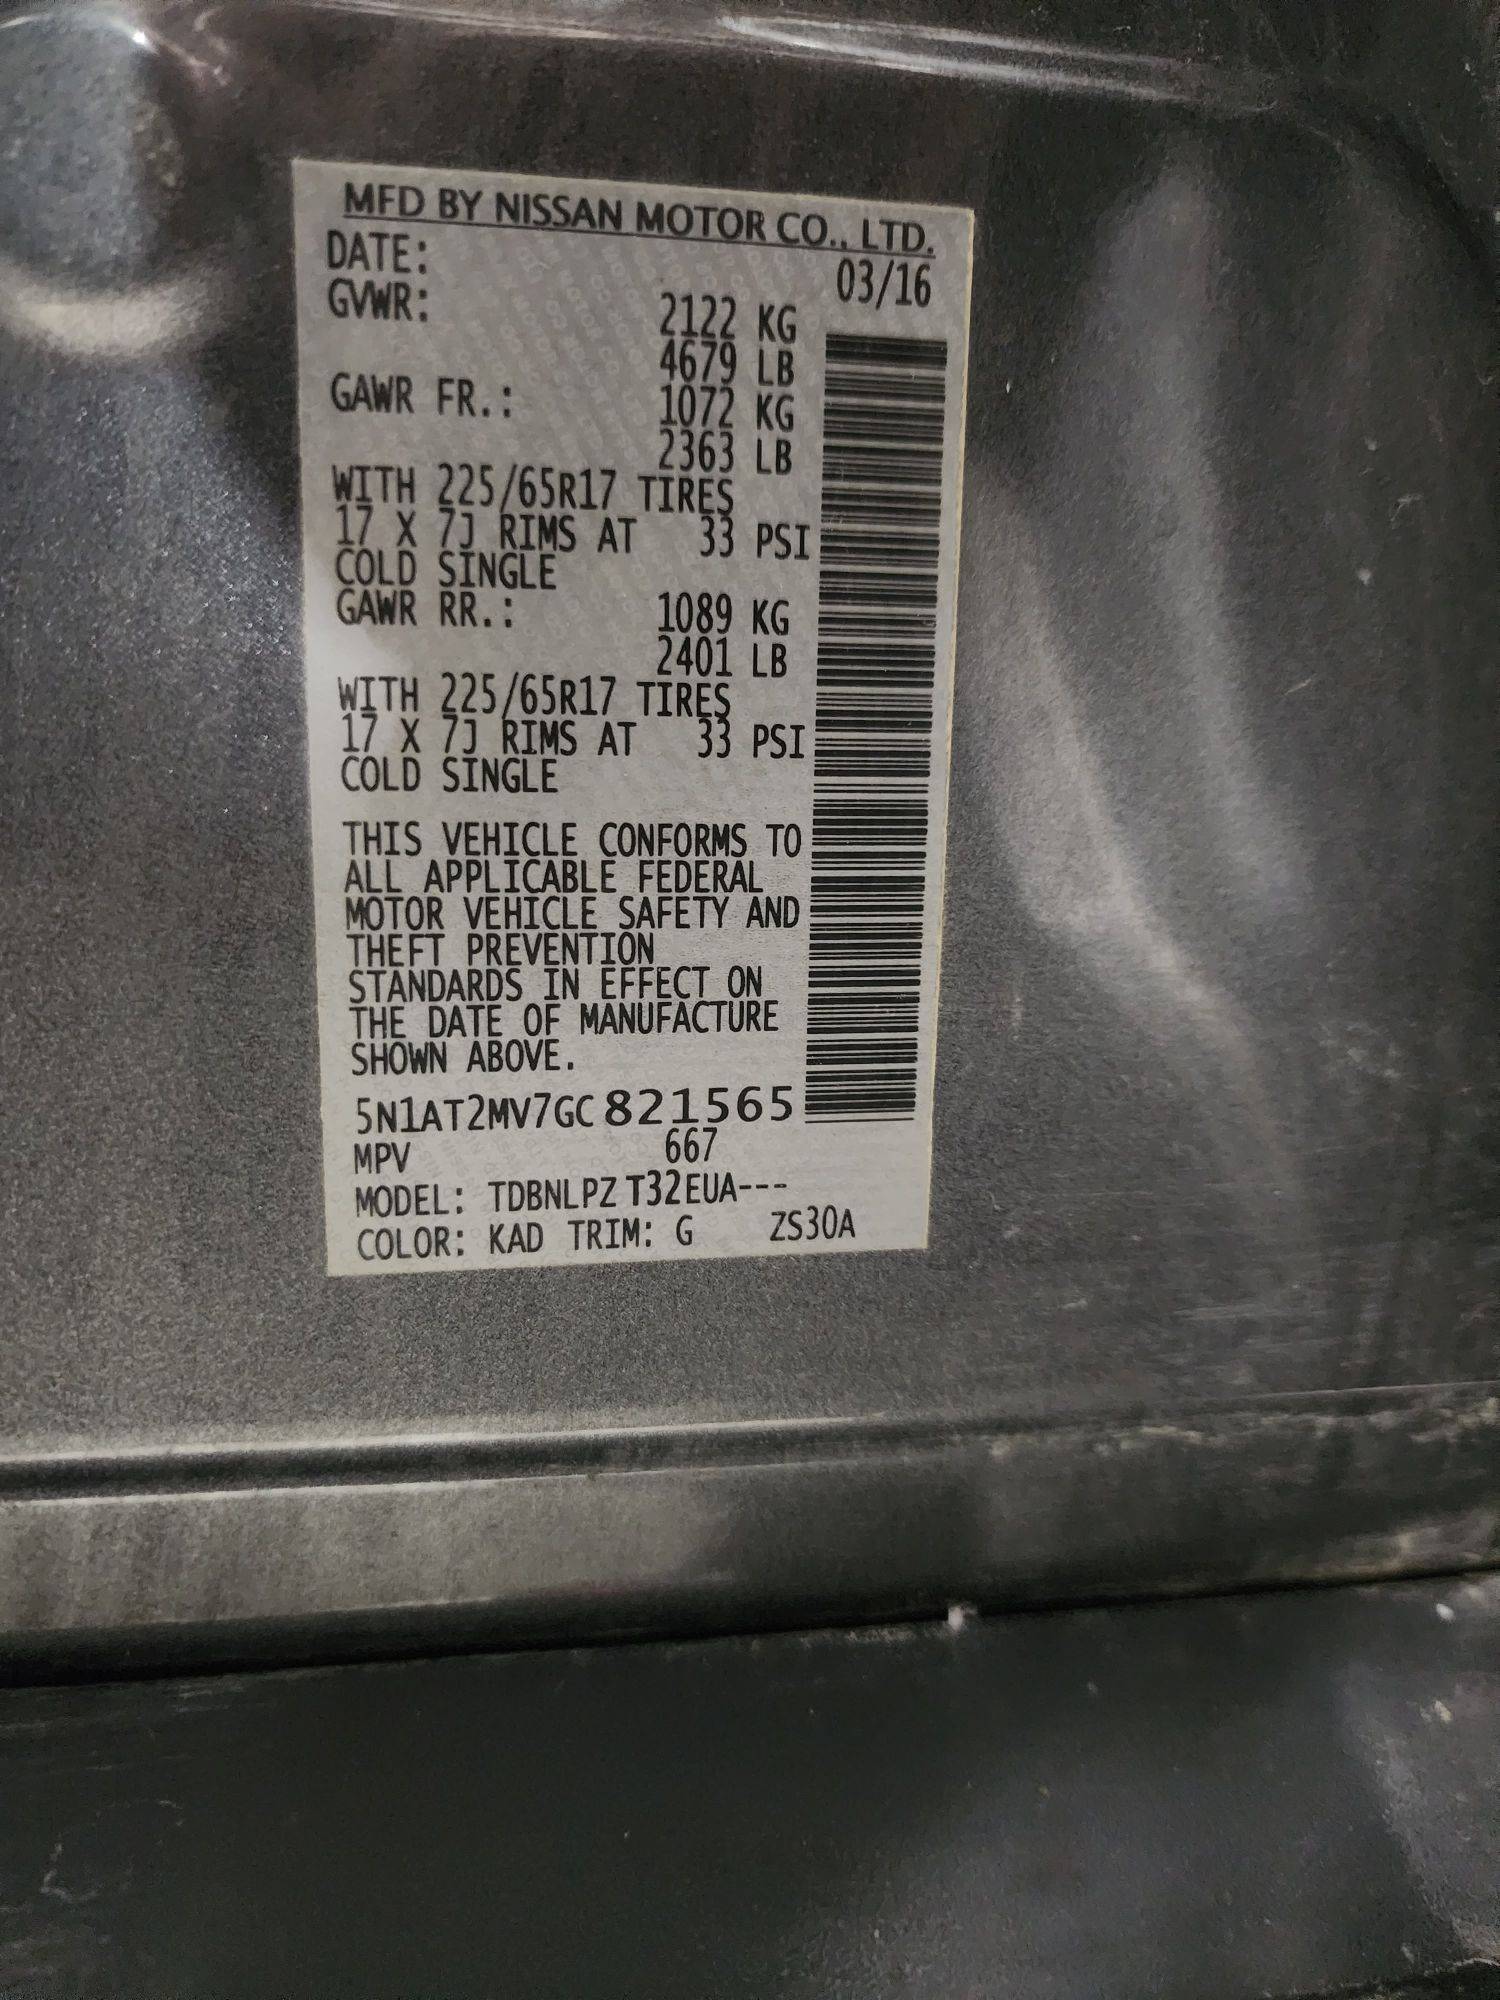 MFD BY NISSAN MOTOR CO., LTD.
DATE: 03/16
GVWR: 2122 KG
4679 LB
GAWR FR.: 1072 KG
2363 LB
WITH 225/65R17 TIRES
17 X 7J RIMS AT 33 PSI
COLD SINGLE
GAWR RR.: 1089 KG
2401 LB
WITH 225/65R17 TIRES
17 X 7J RIMS AT 33 PSI
COLD SINGLE
THIS VEHICLE CONFORMS TO
ALL APPLICABLE FEDERAL
MOTOR VEHICLE SAFETY AND
THEFT PREVENTION
STANDARDS IN EFFECT ON
THE DATE OF MANUFACTURE
SHOWN ABOVE.
5N1AT2MV7GC821565
MPV 667
MODEL: TDBNLPZ T32EUA---
COLOR: KAD TRIM: G ZS30A